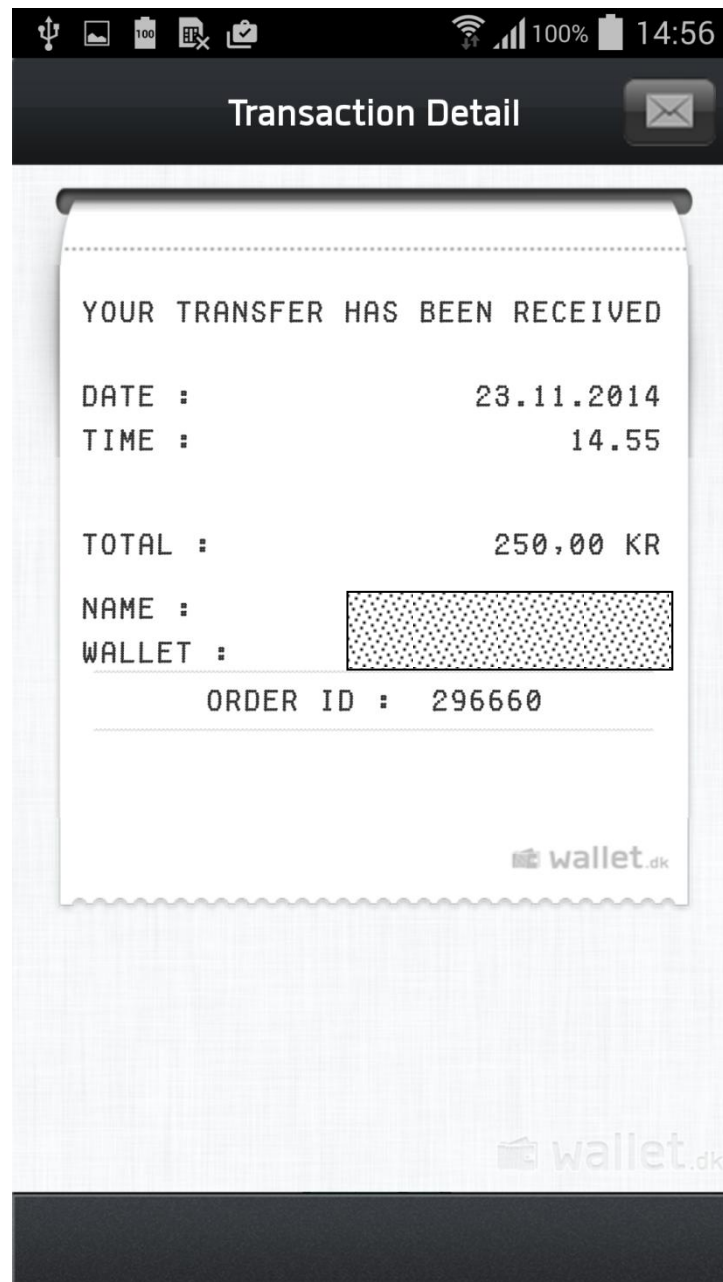 100 100% 14:56
Transaction Detail
YOUR TRANSFER HAS BEEN RECEIVED
DATE : 23.11.2014
TIME : 14.55
TOTAL : 250,00 KR
NAME :
WALLET :
ORDER ID : 296660
wallet.dk
wallet.dk